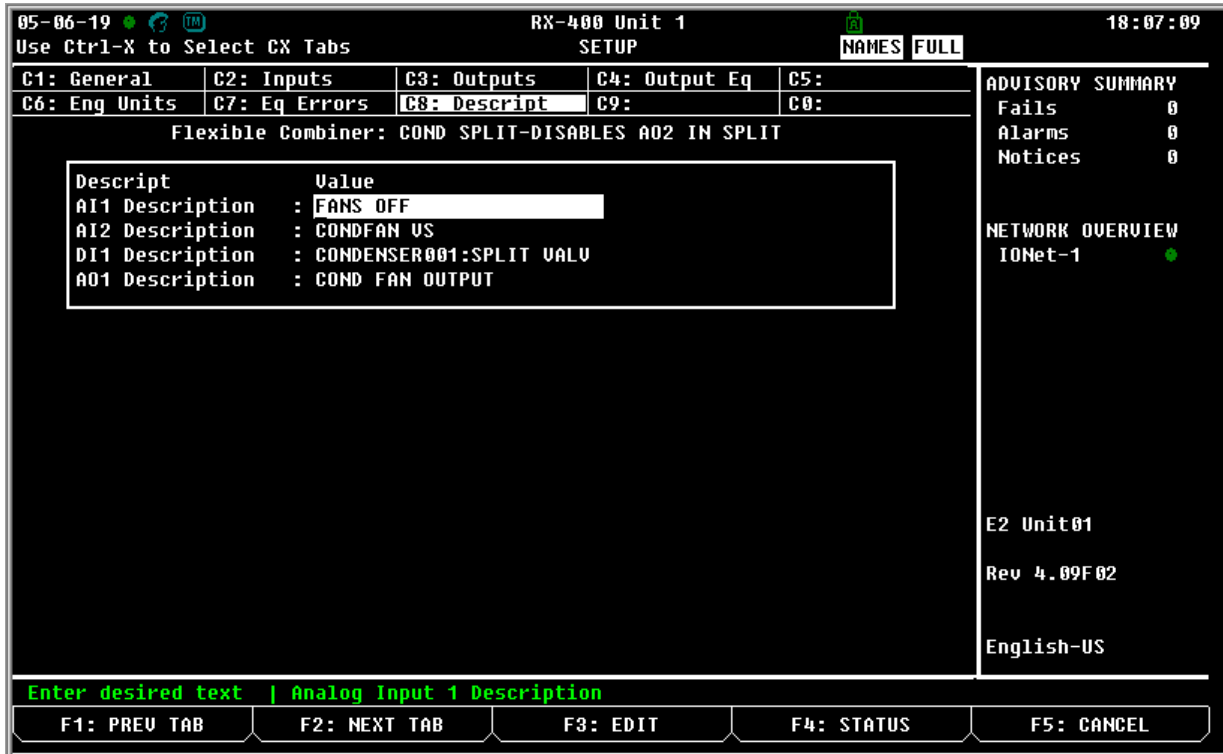 05-06-19 TM RX-400 Unit 1 A 18:07:09
Use Ctrl-X to Select CX Tabs SETUP NAMES FULL
C1: General C2: Inputs C3: Outputs C4: Output Eq C5:
C6: Eng Units C7: Eq Errors C8: Descript C9: C0:
Flexible Combiner: COND SPLIT-DISABLES AO2 IN SPLIT
Descript Value
AI1 Description : FANS OFF
AI2 Description : CONDFAN VS
DI1 Description : CONDENSER001:SPLIT VALV
AO1 Description : COND FAN OUTPUT
ADVISORY SUMMARY
Fails 0
Alarms 0
Notices 0
NETWORK OVERVIEW
IONet-1
E2 Unit01
Rev 4.09F02
English-US
Enter desired text | Analog Input 1 Description
F1: PREV TAB F2: NEXT TAB F3: EDIT F4: STATUS F5: CANCEL